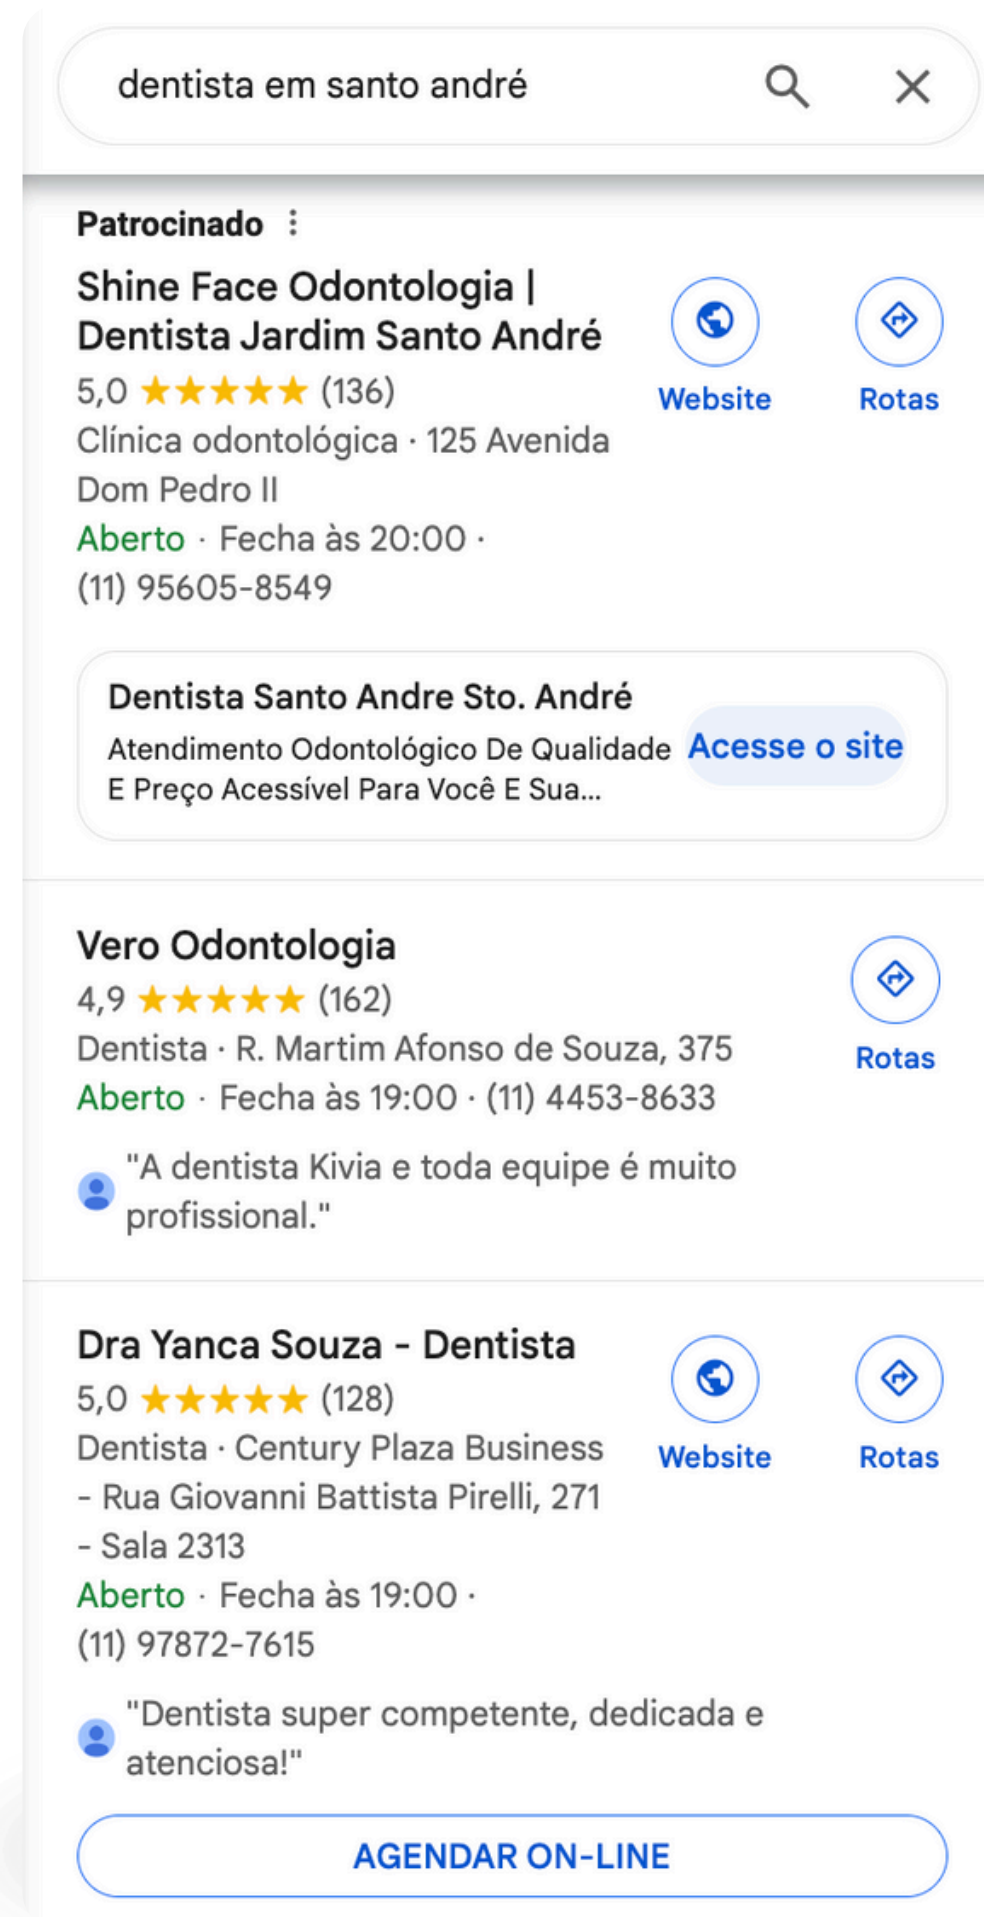 dentista em santo andré
Patrocinado
Shine Face Odontologia |
Dentista Jardim Santo André
5,0 (136)
Clínica odontológica · 125 Avenida
Dom Pedro II
Aberto · Fecha às 20:00 ·
(11) 95605-8549
Website
Rotas
Dentista Santo Andre Sto. André
Atendimento Odontológico De Qualidade
E Preço Acessível Para Você E Sua...
Acesse o site
Vero Odontologia
4,9 (162)
Dentista · R. Martim Afonso de Souza, 375
Aberto · Fecha às 19:00 · (11) 4453-8633
Rotas
"A dentista Kivia e toda equipe é muito
profissional."
Dra Yanca Souza - Dentista
5,0 (128)
Dentista · Century Plaza Business
- Rua Giovanni Battista Pirelli, 271
- Sala 2313
Aberto · Fecha às 19:00 ·
(11) 97872-7615
Website
Rotas
"Dentista super competente, dedicada e
atenciosa!"
AGENDAR ON-LINE